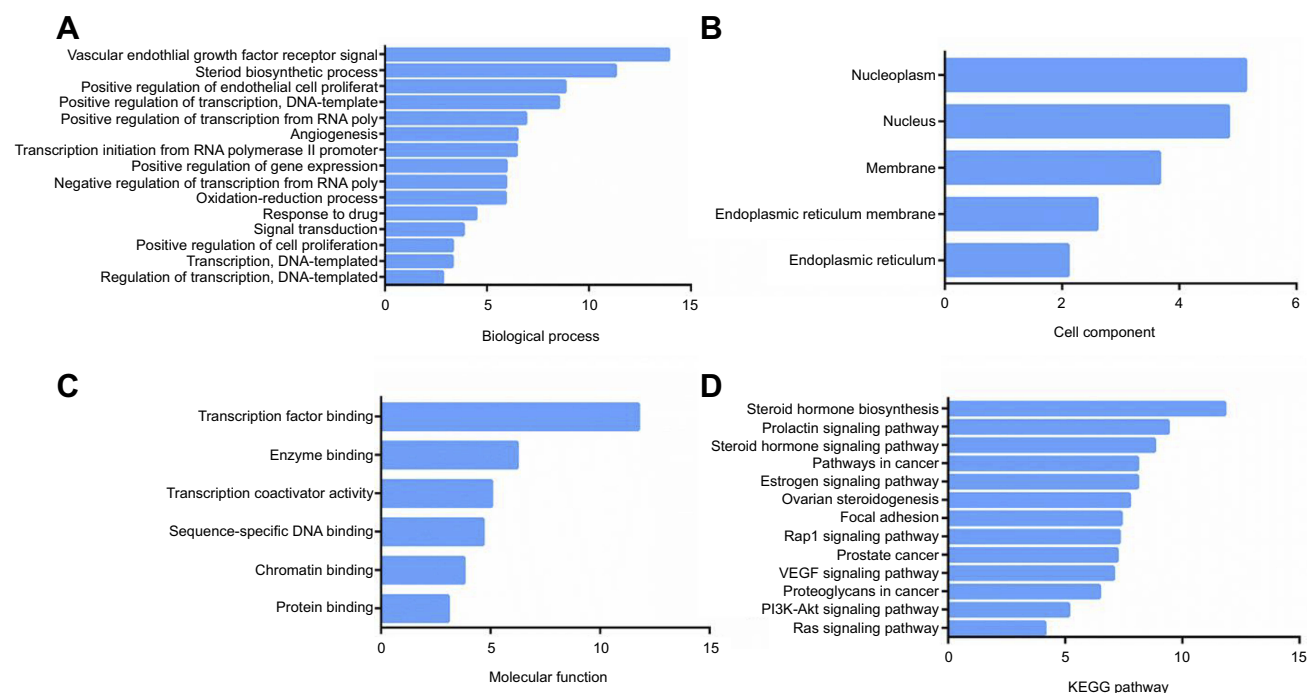 A
Vascular endothlial growth factor receptor signal
Steriod biosynthetic process
Positive regulation of endothelial cell proliferat
Positive regulation of transcription, DNA-template
Positive regulation of transcription from RNA poly
Angiogenesis
Transcription initiation from RNA polymerase II promoter
Positive regulation of gene expression
Negative regulation of transcription from RNA poly
Oxidation-reduction process
Response to drug
Signal transduction
Positive regulation of cell proliferation
Transcription, DNA-templated
Regulation of transcription, DNA-templated
0 5 10 15
Biological process
B
Nucleoplasm
Nucleus
Membrane
Endoplasmic reticulum membrane
Endoplasmic reticulum
0 2 4 6
Cell component
C
Transcription factor binding
Enzyme binding
Transcription coactivator activity
Sequence-specific DNA binding
Chromatin binding
Protein binding
0 5 10 15
Molecular function
D
Steroid hormone biosynthesis
Prolactin signaling pathway
Steroid hormone signaling pathway
Pathways in cancer
Estrogen signaling pathway
Ovarian steroidogenesis
Focal adhesion
Rap1 signaling pathway
Prostate cancer
VEGF signaling pathway
Proteoglycans in cancer
PI3K-Akt signaling pathway
Ras signaling pathway
0 5 10 15
KEGG pathway